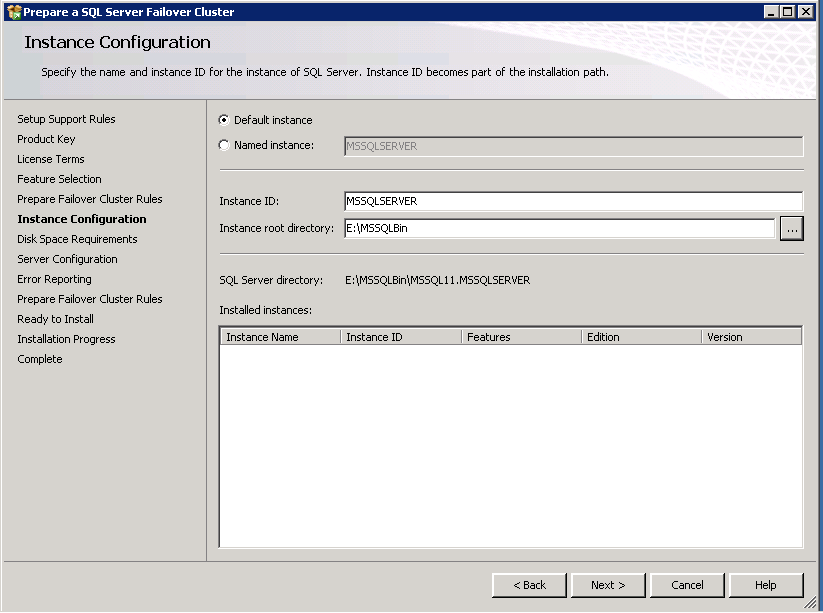 Prepare a SQL Server Failover Cluster
Instance Configuration
Specify the name and instance ID for the instance of SQL Server. Instance ID becomes part of the installation path.
Setup Support Rules
Product Key
License Terms
Feature Selection
Prepare Failover Cluster Rules
Instance Configuration
Disk Space Requirements
Server Configuration
Error Reporting
Prepare Failover Cluster Rules
Ready to Install
Installation Progress
Complete
Default instance
Named instance: MSSQLSERVER
Instance ID: MSSQLSERVER
Instance root directory: E:\MSSQLBin ...
SQL Server directory: E:\MSSQLBin\MSSQL11.MSSQLSERVER
Installed instances:
Instance Name Instance ID Features Edition Version
< Back Next > Cancel Help